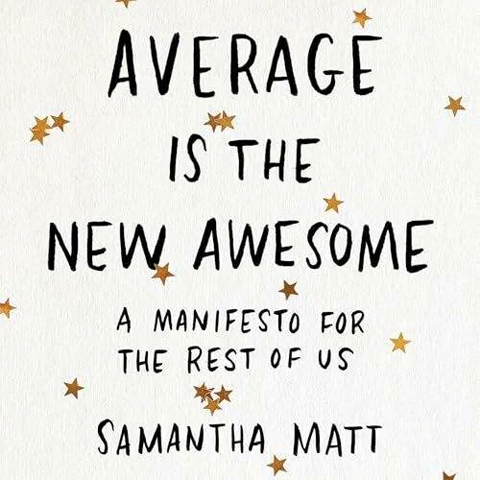 AVERAGE
IS THE
NEW AWESOME
A MANIFESTO FOR
THE REST OF US
SAMANTHA MATT